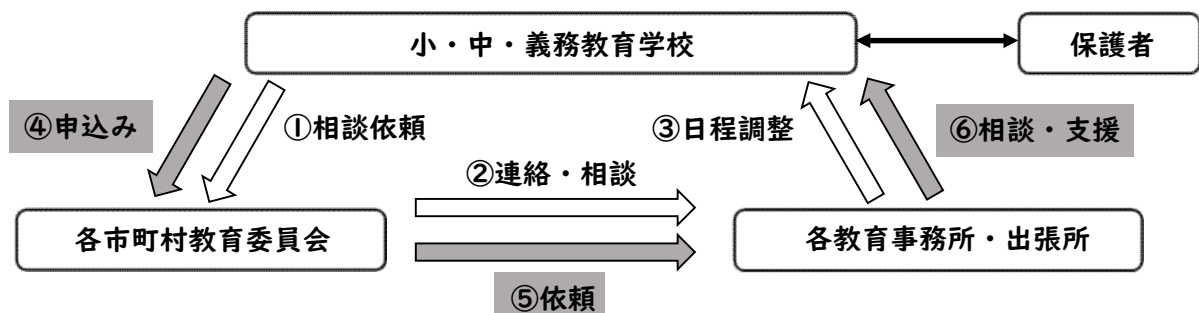 小・中・義務教育学校
保護者
④申込み
①相談依頼
③日程調整
⑥相談・支援
②連絡・相談
各市町村教育委員会
各教育事務所・出張所
⑤依頼